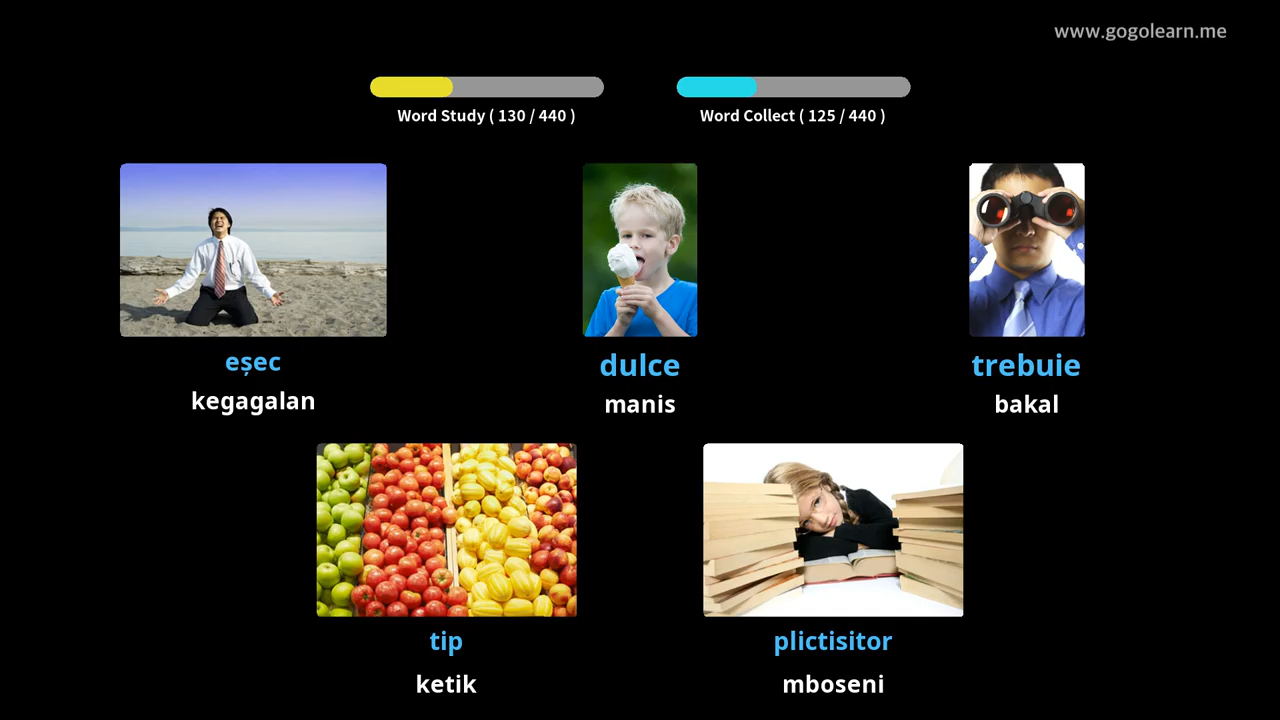 www.gogolearn.me
Word Study ( 130 / 440 )
Word Collect ( 125 / 440 )
eșec
dulce
trebuie
kegagalan
manis
bakal
tip
plictisitor
ketik
mboseni